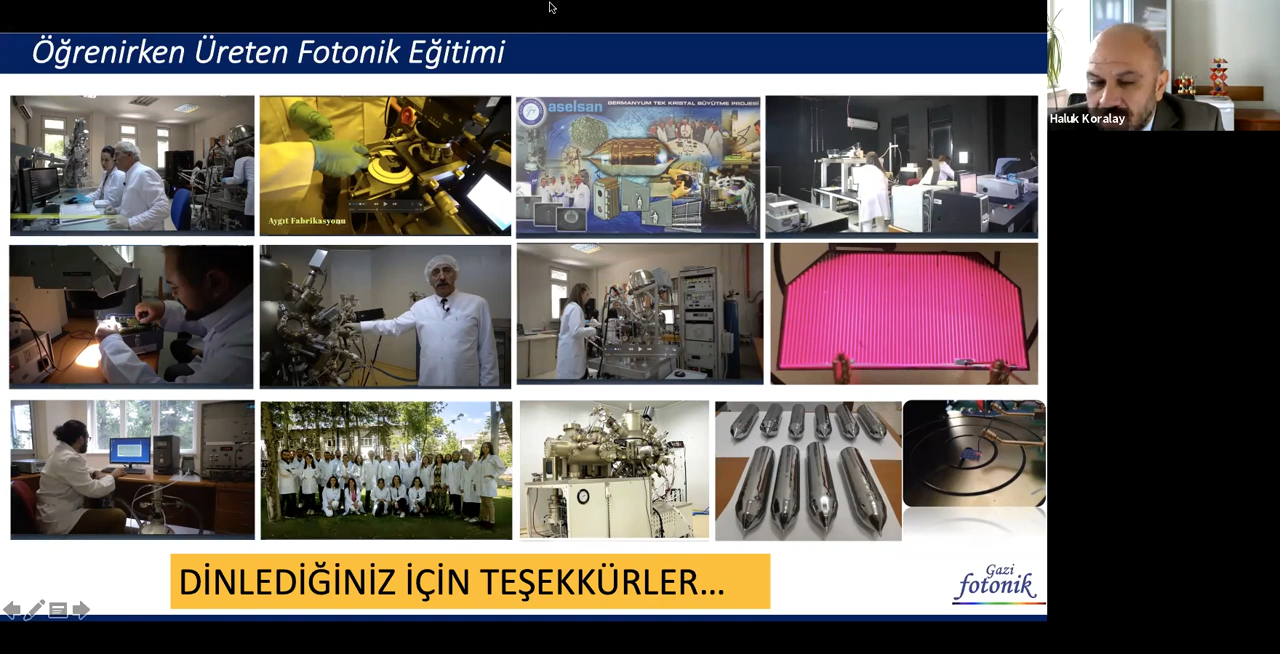 Öğrenirken Üreten Fotonik Eğitimi
Haluk Koralay
aselsan
GERMANYUM TEK KRİSTAL BÜYÜTME PROJESİ
Aygıt Fabrikasyonu
DİNLEDİĞİNİZ İÇİN TEŞEKKÜRLER...
Gazi
fotonik